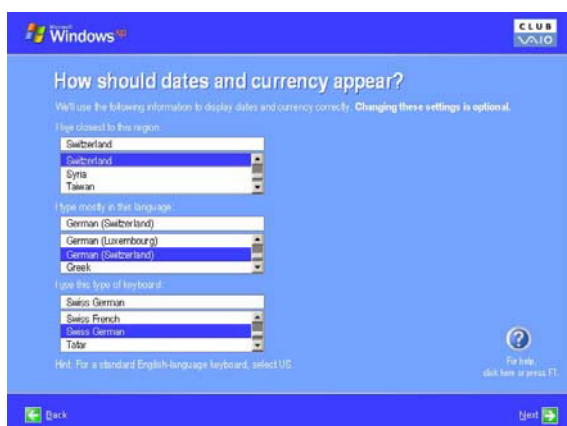 Microsoft
Windows xp
CLUB
VAIO
How should dates and currency appear?
We'll use the following information to display dates and currency correctly. Changing these settings is optional.
I live closest to this region:
Switzerland
Switzerland
Syria
Taiwan
I type mostly in this language:
German (Switzerland)
German (Luxembourg)
German (Switzerland)
Greek
I use this type of keyboard:
Swiss German
Swiss French
Swiss German
Tatar
Hint: For a standard English-language keyboard, select US.
For help,
click here or press F1.
Back
Next